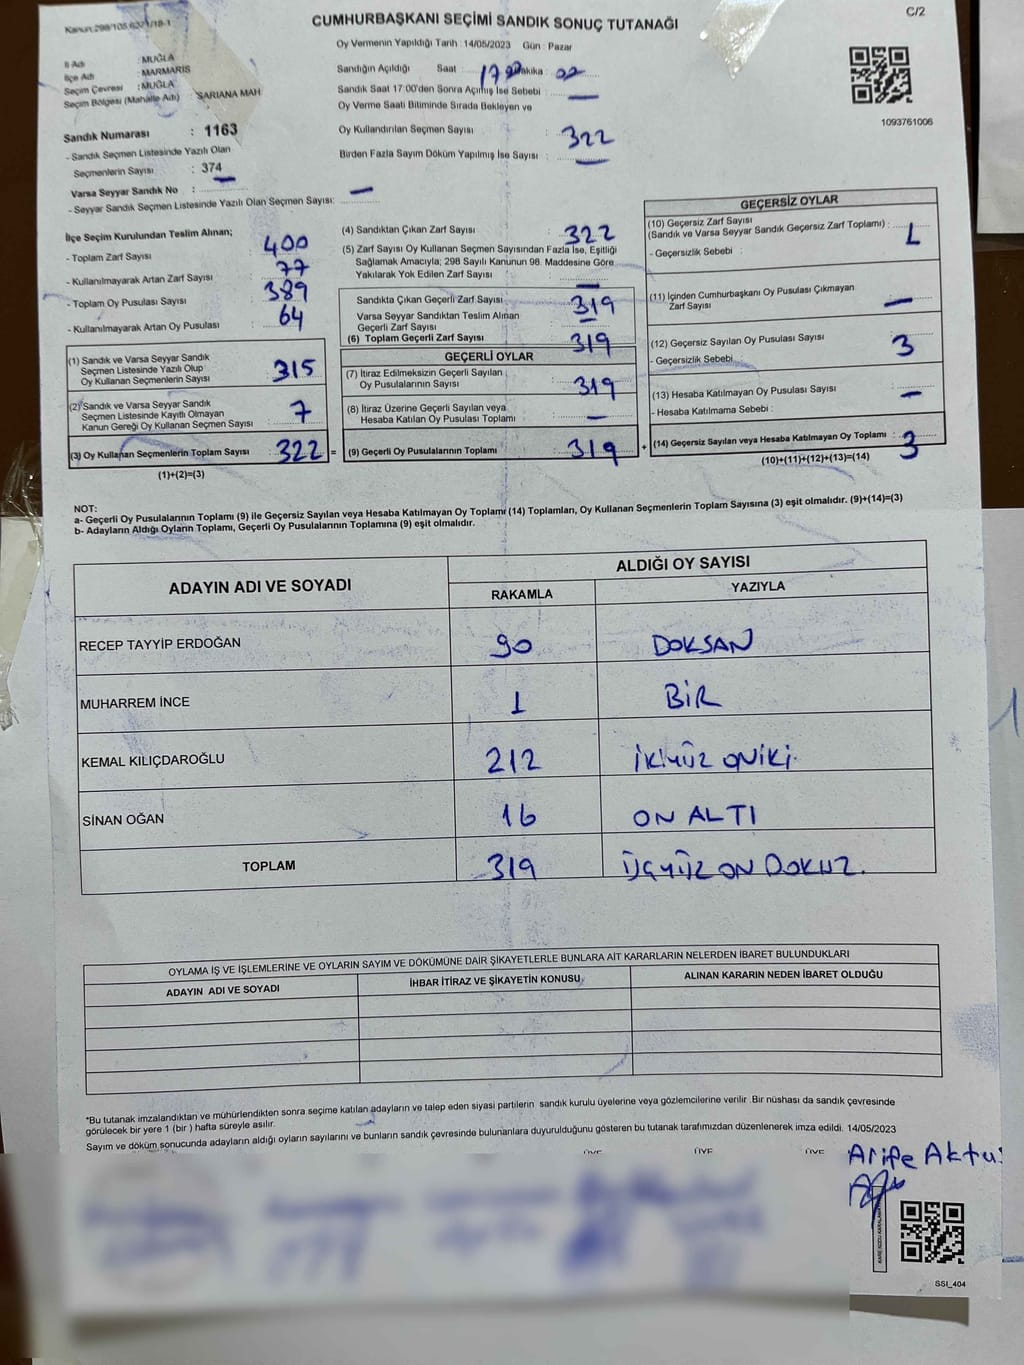 Kanun:298/105.6271/18-1
CUMHURBAŞKANI SEÇİMİ SANDIK SONUÇ TUTANAĞI
C/2
Oy Vermenin Yapıldığı Tarih : 14/05/2023 Gün : Pazar
İl Adı : MUĞLA
İlçe Adı : MARMARİS
Seçim Çevresi : MUĞLA
Seçim Bölgesi (Mahalle Adı) : SARIANA MAH
Sandığın Açıldığı Saat : 17 00 Dakika : 00
Sandık Saat 17:00'den Sonra Açılmış İse Sebebi : —
Oy Verme Saati Bitiminde Sırada Bekleyen ve
Oy Kullandırılan Seçmen Sayısı : 322
Birden Fazla Sayım Döküm Yapılmış İse Sayısı : —
1093761006
Sandık Numarası : 1163
- Sandık Seçmen Listesinde Yazılı Olan
Seçmenlerin Sayısı : 374
Varsa Seyyar Sandık No : —
- Seyyar Sandık Seçmen Listesinde Yazılı Olan Seçmen Sayısı: —
İlçe Seçim Kurulundan Teslim Alınan;
- Toplam Zarf Sayısı : 400
- Kullanılmayarak Artan Zarf Sayısı : 77
- Toplam Oy Pusulası Sayısı : 389
- Kullanılmayarak Artan Oy Pusulası : 64
(1) Sandık ve Varsa Seyyar Sandık
Seçmen Listesinde Yazılı Olup
Oy Kullanan Seçmenlerin Sayısı : 315
(2) Sandık ve Varsa Seyyar Sandık
Seçmen Listesinde Kayıtlı Olmayan
Kanun Gereği Oy Kullanan Seçmen Sayısı : 7
(3) Oy Kullanan Seçmenlerin Toplam Sayısı : 322 =
(1)+(2)=(3)
(4) Sandıktan Çıkan Zarf Sayısı : 322
(5) Zarf Sayısı Oy Kullanan Seçmen Sayısından Fazla İse, Eşitliği
Sağlamak Amacıyla; 298 Sayılı Kanunun 98. Maddesine Göre
Yakılarak Yok Edilen Zarf Sayısı : —
Sandıkta Çıkan Geçerli Zarf Sayısı : 319
Varsa Seyyar Sandıktan Teslim Alınan
Geçerli Zarf Sayısı : —
(6) Toplam Geçerli Zarf Sayısı : 319
GEÇERLİ OYLAR
(7) İtiraz Edilmeksizin Geçerli Sayılan
Oy Pusulalarının Sayısı : 319
(8) İtiraz Üzerine Geçerli Sayılan veya
Hesaba Katılan Oy Pusulası Toplamı : —
(9) Geçerli Oy Pusulalarının Toplamı : 319 +
GEÇERSİZ OYLAR
(10) Geçersiz Zarf Sayısı
(Sandık ve Varsa Seyyar Sandık Geçersiz Zarf Toplamı) :
- Geçersizlik Sebebi :
(11) İçinden Cumhurbaşkanı Oy Pusulası Çıkmayan
Zarf Sayısı : —
(12) Geçersiz Sayılan Oy Pusulası Sayısı : 3
- Geçersizlik Sebebi
(13) Hesaba Katılmayan Oy Pusulası Sayısı : —
- Hesaba Katılmama Sebebi :
(14) Geçersiz Sayılan veya Hesaba Katılmayan Oy Toplamı : 3
(10)+(11)+(12)+(13)=(14)
NOT:
a- Geçerli Oy Pusulalarının Toplamı (9) ile Geçersiz Sayılan veya Hesaba Katılmayan Oy Toplamı (14) Toplamları, Oy Kullanan Seçmenlerin Toplam Sayısına (3) eşit olmalıdır. (9)+(14)=(3)
b- Adayların Aldığı Oyların Toplamı, Geçerli Oy Pusulalarının Toplamına (9) eşit olmalıdır.
ADAYIN ADI VE SOYADI ALDIĞI OY SAYISI
RAKAMLA YAZIYLA
RECEP TAYYİP ERDOĞAN 90 DOKSAN
MUHARREM İNCE 1 BİR
KEMAL KILIÇDAROĞLU 212 İKİYÜZ ONİKİ.
SİNAN OĞAN 16 ON ALTI
TOPLAM 319 ÜÇYÜZ ON DOKUZ.
OYLAMA İŞ VE İŞLEMLERİNE VE OYLARIN SAYIM VE DÖKÜMÜNE DAİR ŞİKAYETLERLE BUNLARA AİT KARARLARIN NELERDEN İBARET BULUNDUKLARI
ADAYIN ADI VE SOYADI İHBAR İTİRAZ VE ŞİKAYETİN KONUSU ALINAN KARARIN NEDEN İBARET OLDUĞU
*Bu tutanak imzalandıktan ve mühürlendikten sonra seçime katılan adayların ve talep eden siyasi partilerin sandık kurulu üyelerine veya gözlemcilerine verilir .Bir nüshası da sandık çevresinde
görülecek bir yere 1 (bir ) hafta süreyle asılır.
Sayım ve döküm sonucunda adayların aldığı oyların sayılarını ve bunların sandık çevresinde bulunanlara duyurulduğunu gösteren bu tutanak tarafımızdan düzenlenerek imza edildi. 14/05/2023
ÜYE ÜYE ÜYE
Arife
SSI_404